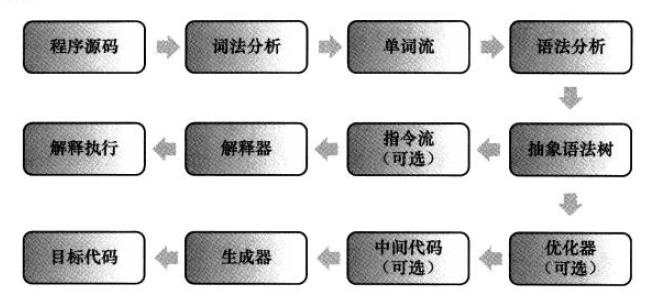 程序源码
词法分析
单词流
语法分析
解释执行
解释器
指令流
（可选）
抽象语法树
目标代码
生成器
中间代码
（可选）
优化器
（可选）